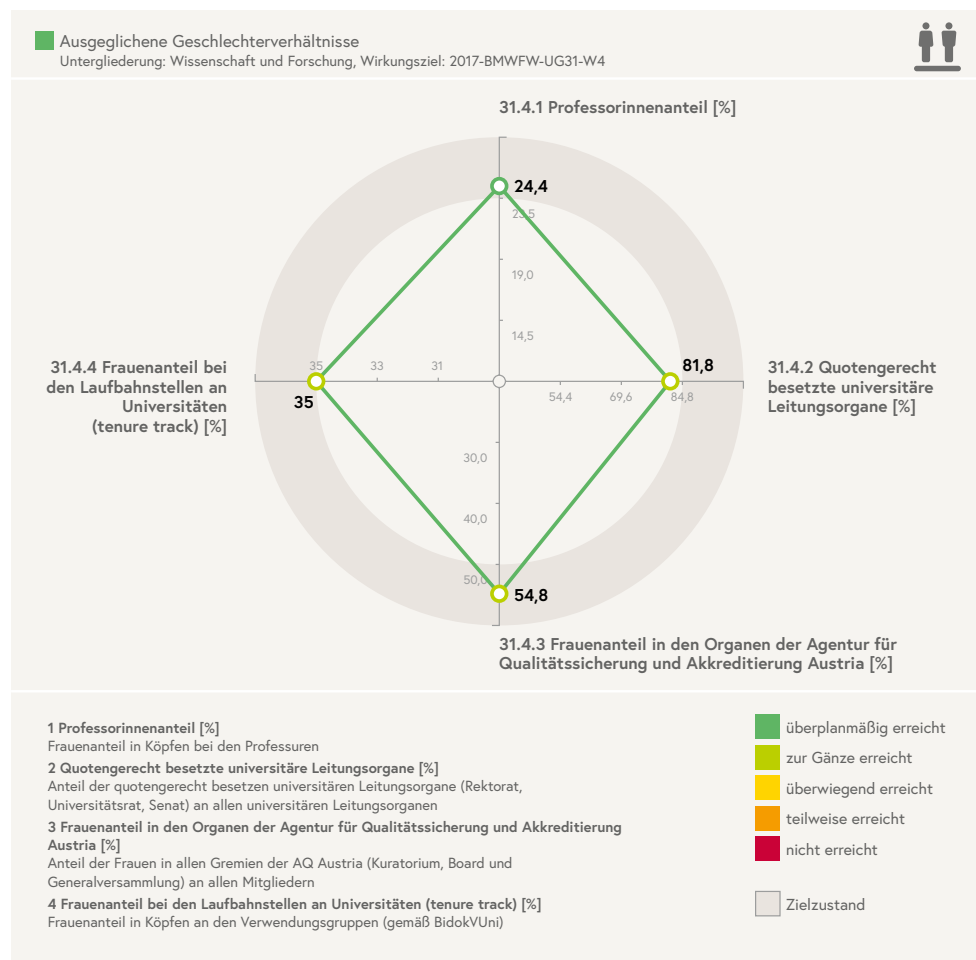 Ausgeglichene Geschlechterverhältnisse
Untergliederung: Wissenschaft und Forschung, Wirkungsziel: 2017-BMWFW-UG31-W4
31.4.1 Professorinnenanteil [%]
24,4
23,5
19,0
14,5
31.4.4 Frauenanteil bei
den Laufbahnstellen an
Universitäten
(tenure track) [%]
35
33
31
35
81,8
54,4
69,6
84,8
31.4.2 Quotengerecht
besetzte universitäre
Leitungsorgane [%]
30,0
40,0
50,0
54,8
31.4.3 Frauenanteil in den Organen der Agentur für
Qualitätssicherung und Akkreditierung Austria [%]
1 Professorinnenanteil [%]
Frauenanteil in Köpfen bei den Professuren
2 Quotengerecht besetzte universitäre Leitungsorgane [%]
Anteil der quotengerecht besetzen universitären Leitungsorgane (Rektorat,
Universitätsrat, Senat) an allen universitären Leitungsorganen
3 Frauenanteil in den Organen der Agentur für Qualitätssicherung und Akkreditierung
Austria [%]
Anteil der Frauen in allen Gremien der AQ Austria (Kuratorium, Board und
Generalversammlung) an allen Mitgliedern
4 Frauenanteil bei den Laufbahnstellen an Universitäten (tenure track) [%]
Frauenanteil in Köpfen an den Verwendungsgruppen (gemäß BidokVUni)
überplanmäßig erreicht
zur Gänze erreicht
überwiegend erreicht
teilweise erreicht
nicht erreicht
Zielzustand